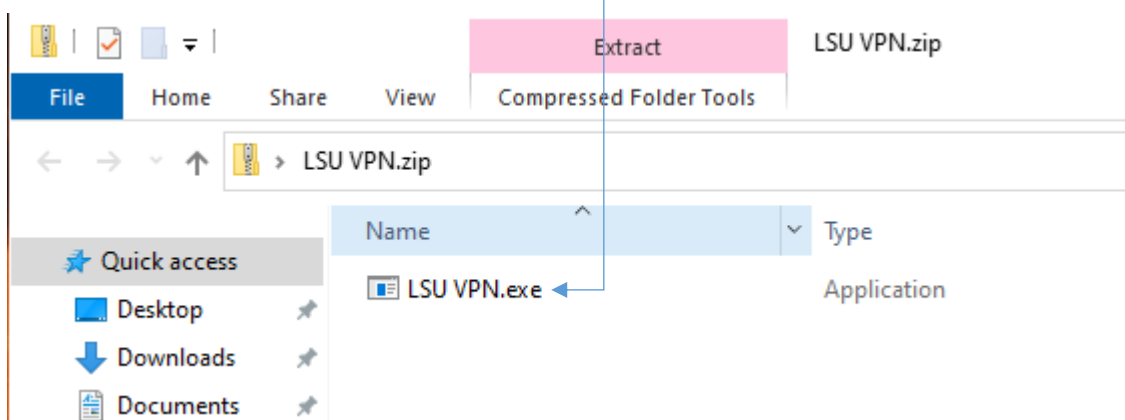 Extract LSU VPN.zip
File Home Share View Compressed Folder Tools
LSU VPN.zip
Name Type
Quick access
LSU VPN.exe Application
Desktop
Downloads
Documents